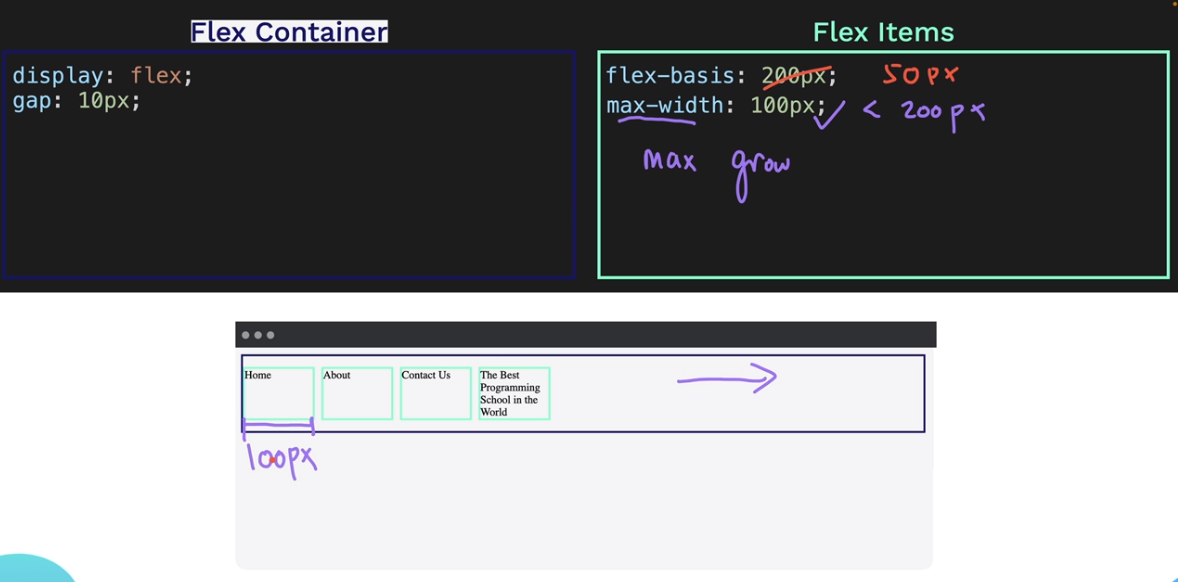 Flex Container
display: flex;
gap: 10px;
Flex Items
flex-basis: 200px; 50px
max-width: 100px; < 200px
max grow
Home
About
Contact Us
The Best
Programming
School in the
World
100px